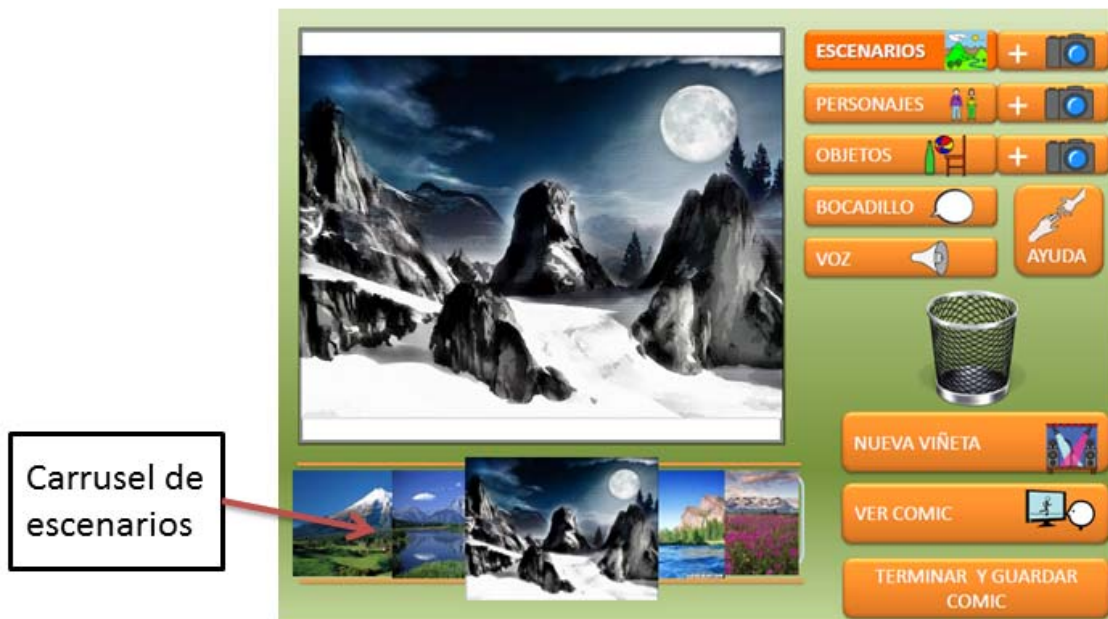 ESCENARIOS +
PERSONAJES +
OBJETOS +
BOCADILLO
VOZ
AYUDA
NUEVA VIÑETA
VER COMIC
TERMINAR Y GUARDAR
COMIC
Carrusel de
escenarios